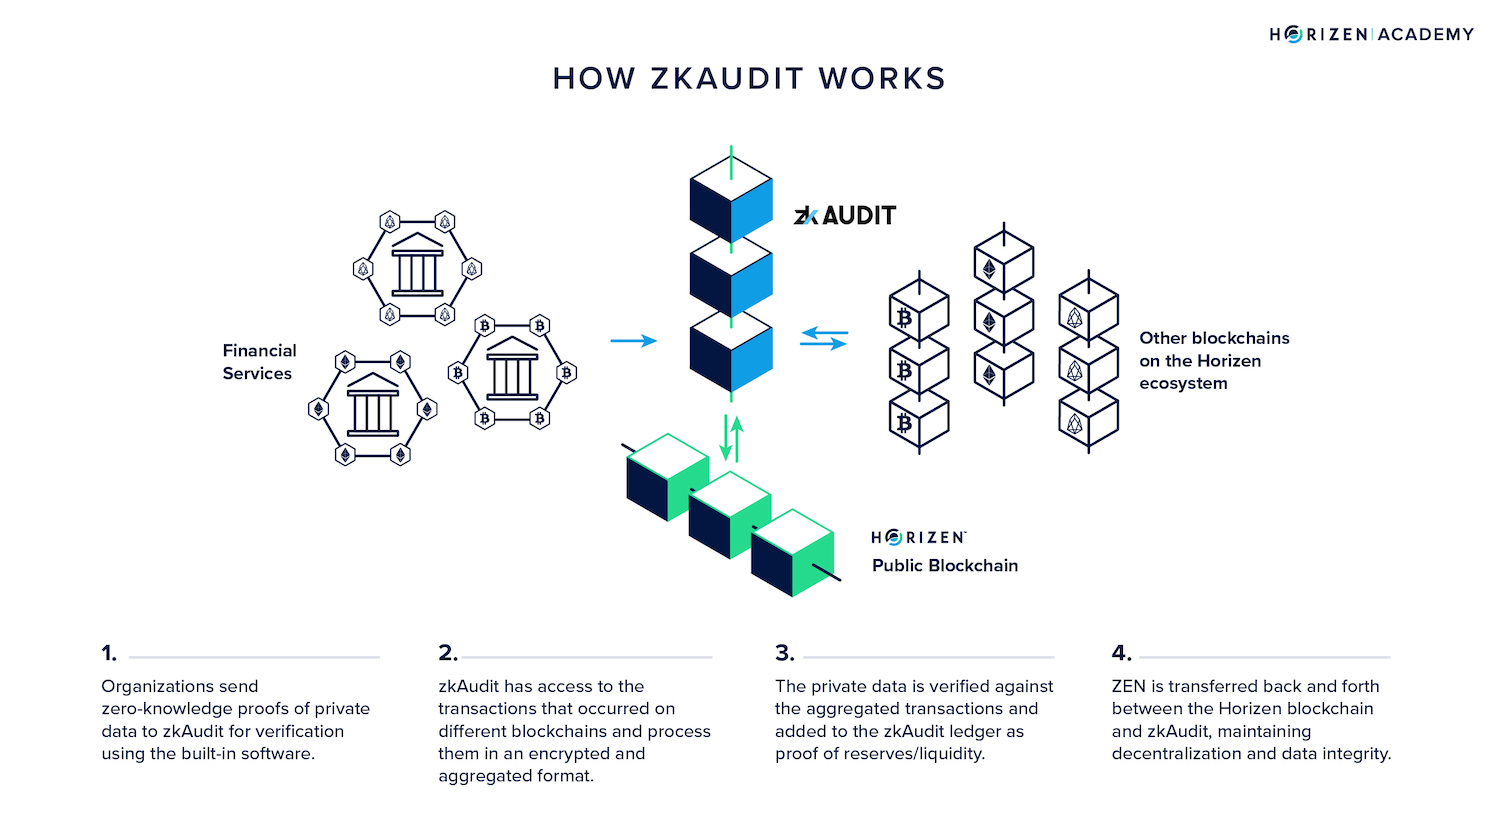 HORIZEN | ACADEMY
HOW ZKAUDIT WORKS
zk AUDIT
Financial
Services
Other blockchains
on the Horizen
ecosystem
HORIZEN™
Public Blockchain
1.
Organizations send
zero-knowledge proofs of private
data to zkAudit for verification
using the built-in software.
2.
zkAudit has access to the
transactions that occurred on
different blockchains and process
them in an encrypted and
aggregated format.
3.
The private data is verified against
the aggregated transactions and
added to the zkAudit ledger as
proof of reserves/liquidity.
4.
ZEN is transferred back and forth
between the Horizen blockchain
and zkAudit, maintaining
decentralization and data integrity.